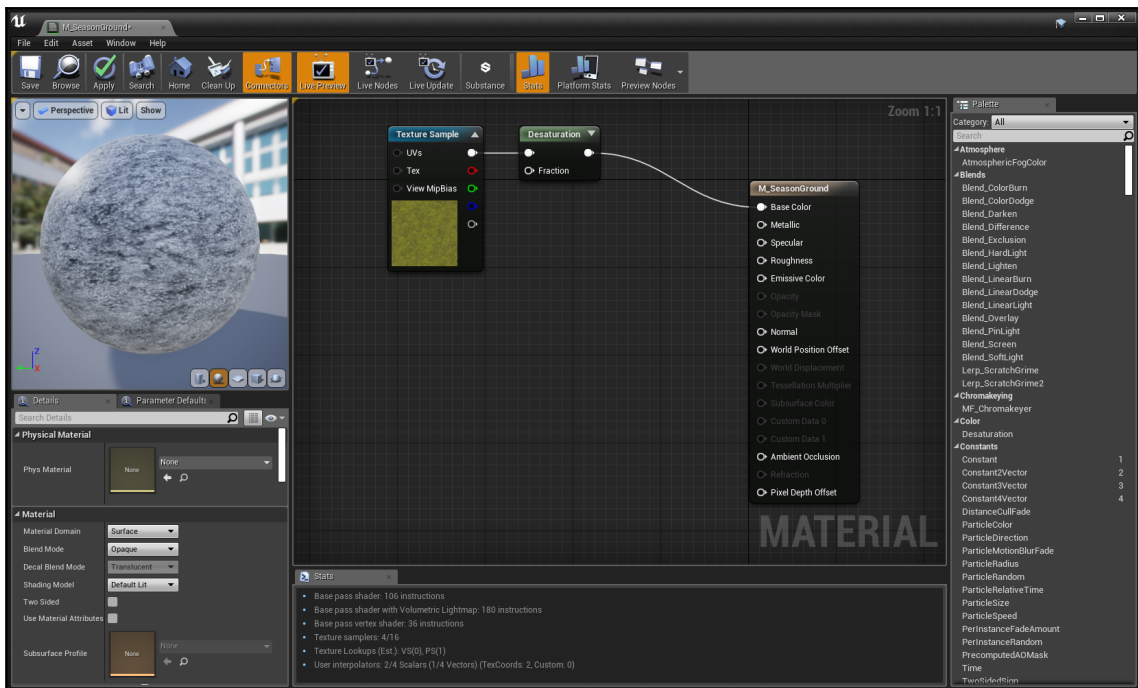 M_SeasonGround*
File Edit Asset Window Help
Save Browse Apply Search Home Clean Up Connectors Live Preview Live Nodes Live Update Substance Stats Platform Stats Preview Nodes
Perspective Lit Show
Z
X
Zoom 1:1
Texture Sample
UVs
Tex
View MipBias
Desaturation
Fraction
M_SeasonGround
Base Color
Metallic
Specular
Roughness
Emissive Color
Opacity
Opacity Mask
Normal
World Position Offset
World Displacement
Tessellation Multiplier
Subsurface Color
Custom Data 0
Custom Data 1
Ambient Occlusion
Refraction
Pixel Depth Offset
MATERIAL
Details
Parameter Defaults
Search Details
Physical Material
Phys Material None None
Material
Material Domain Surface
Blend Mode Opaque
Decal Blend Mode Translucent
Shading Model Default Lit
Two Sided
Use Material Attributes
Subsurface Profile None None
Stats
Base pass shader: 106 instructions
Base pass shader with Volumetric Lightmap: 180 instructions
Base pass vertex shader: 36 instructions
Texture samplers: 4/16
Texture Lookups (Est.): VS(0), PS(1)
User interpolators: 2/4 Scalars (1/4 Vectors) (TexCoords: 2, Custom: 0)
Palette
Category: All
Search
Atmosphere
AtmosphericFogColor
Blends
Blend_ColorBurn
Blend_ColorDodge
Blend_Darken
Blend_Difference
Blend_Exclusion
Blend_HardLight
Blend_Lighten
Blend_LinearBurn
Blend_LinearDodge
Blend_LinearLight
Blend_Overlay
Blend_PinLight
Blend_Screen
Blend_SoftLight
Lerp_ScratchGrime
Lerp_ScratchGrime2
Chromakeying
MF_Chromakeyer
Color
Desaturation
Constants
Constant 1
Constant2Vector 2
Constant3Vector 3
Constant4Vector 4
DistanceCullFade
ParticleColor
ParticleDirection
ParticleMotionBlurFade
ParticleRadius
ParticleRandom
ParticleRelativeTime
ParticleSize
ParticleSpeed
PerInstanceFadeAmount
PerInstanceRandom
PrecomputedAOMask
Time
TwoSidedSign